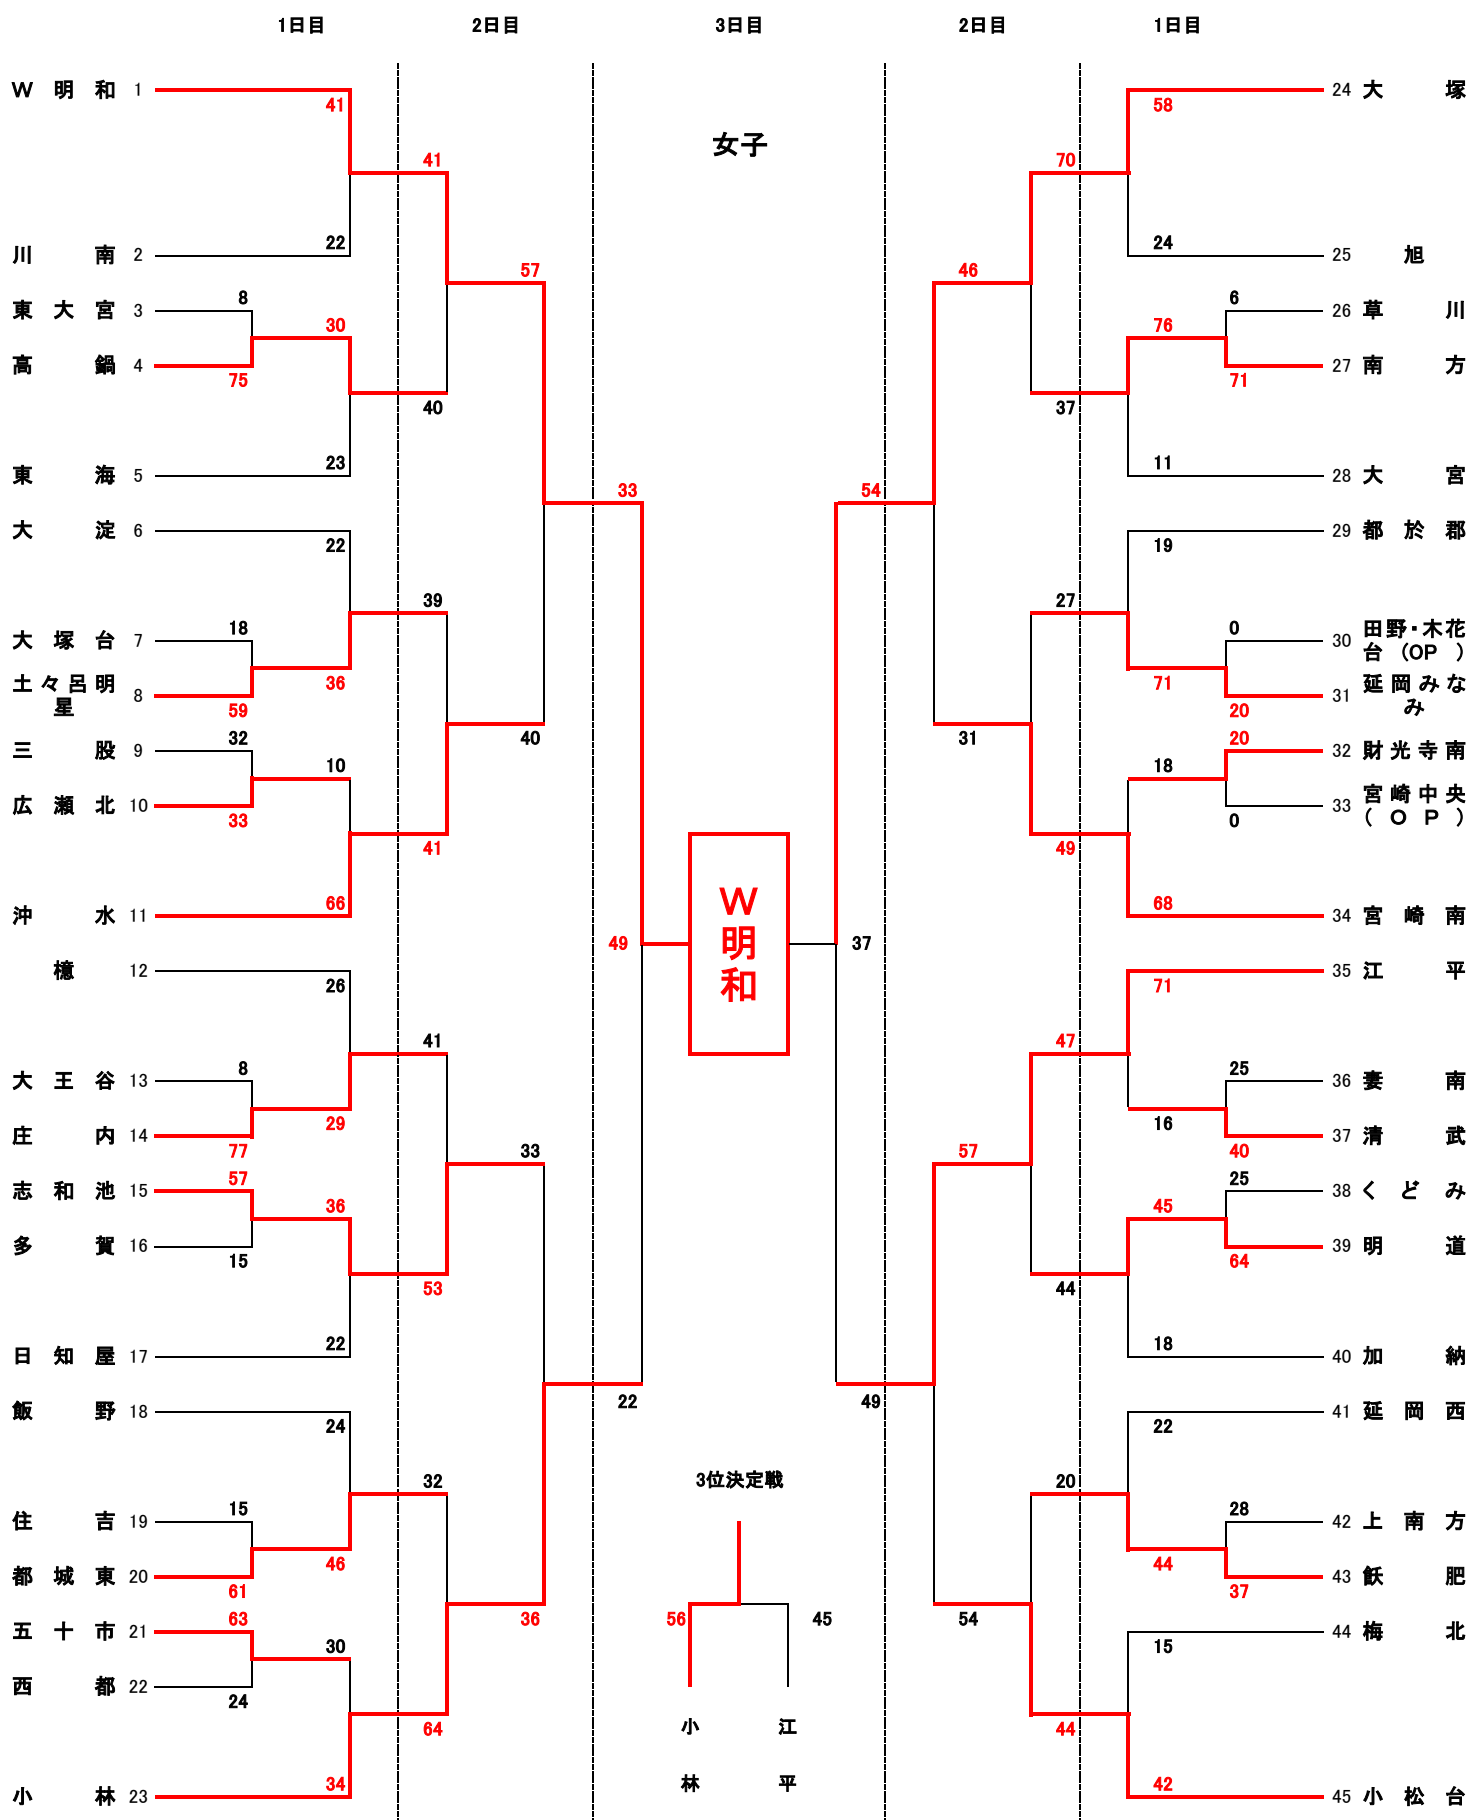 1日目 2日目 3日目 2日目 1日目
女子
W明和 1 41
41
22
川南 2
東大宮 3 8
30
高鍋 4 75
40
23
東海 5
57
大淀 6 22
39
大塚台 7 18
36
土々呂明星 8 59
三股 9 32
10
広瀬北 10 33
41
沖水 11 66
40
33
檍 12 26
41
大王谷 13 8
29
庄内 14 77
志和池 15 57
36
多賀 16 15
53
22
日知屋 17
33
飯野 18 24
32
住吉 19 15
46
都城東 20 61
五十市 21 63
30
西都 22 24
64
小林 23 34
36
22
49
W明和
37
54
49
24 大塚 58
70
24
25 旭
26 草川 6
76
27 南方 71
37
11
28 大宮
46
29 都於郡 19
27
30 田野・木花台(OP) 0
71
31 延岡みなみ 20
32 財光寺南 20
18
33 宮崎中央(OP) 0
49
34 宮崎南 68
31
35 江平 71
47
36 妻南 25
16
37 清武 40
38 くどみ 25
45
39 明道 64
44
18
40 加納
57
41 延岡西 22
20
42 上南方 28
44
43 飫肥 37
44 梅北 15
44
45 小松台 42
54
3位決定戦
56 45
小林 江平